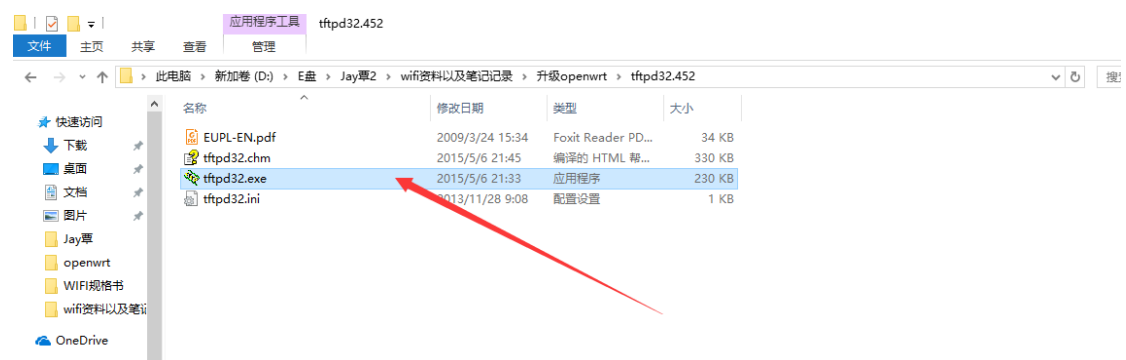 应用程序工具 tftpd32.452
文件 主页 共享 查看 管理
此电脑 › 新加卷 (D:) › E盘 › Jay覃2 › wifi资料以及笔记记录 › 升级openwrt › tftpd32.452
名称 修改日期 类型 大小
快速访问
EUPL-EN.pdf 2009/3/24 15:34 Foxit Reader PD... 34 KB
下载
tftpd32.chm 2015/5/6 21:45 编译的 HTML 帮... 330 KB
桌面
tftpd32.exe 2015/5/6 21:33 应用程序 230 KB
文档
tftpd32.ini 2013/11/28 9:08 配置设置 1 KB
图片
Jay覃
openwrt
WIFI规格书
wifi资料以及笔记
OneDrive